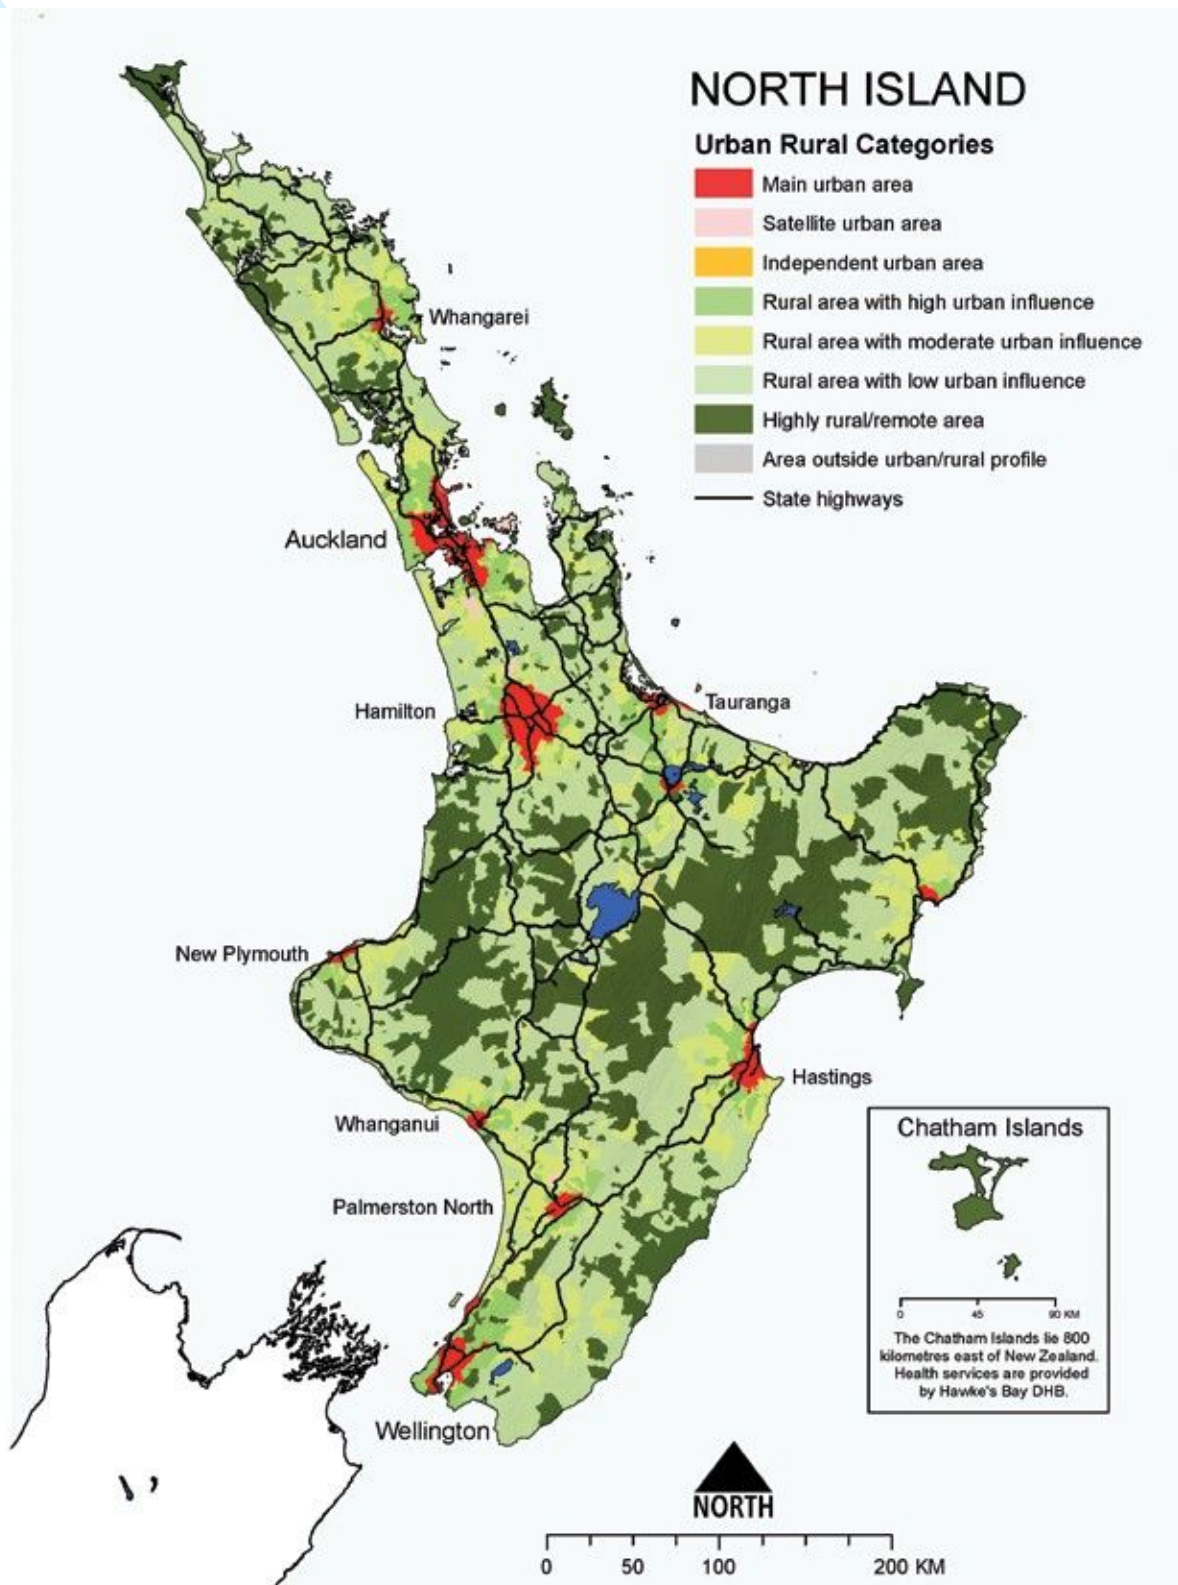 NORTH ISLAND
Urban Rural Categories
Main urban area
Satellite urban area
Independent urban area
Rural area with high urban influence
Rural area with moderate urban influence
Rural area with low urban influence
Highly rural/remote area
Area outside urban/rural profile
State highways
Whangarei
Auckland
Hamilton
Tauranga
New Plymouth
Hastings
Whanganui
Palmerston North
Wellington
Chatham Islands
0 45 90 KM
The Chatham Islands lie 800
kilometres east of New Zealand.
Health services are provided
by Hawke's Bay DHB.
NORTH
0 50 100 200 KM